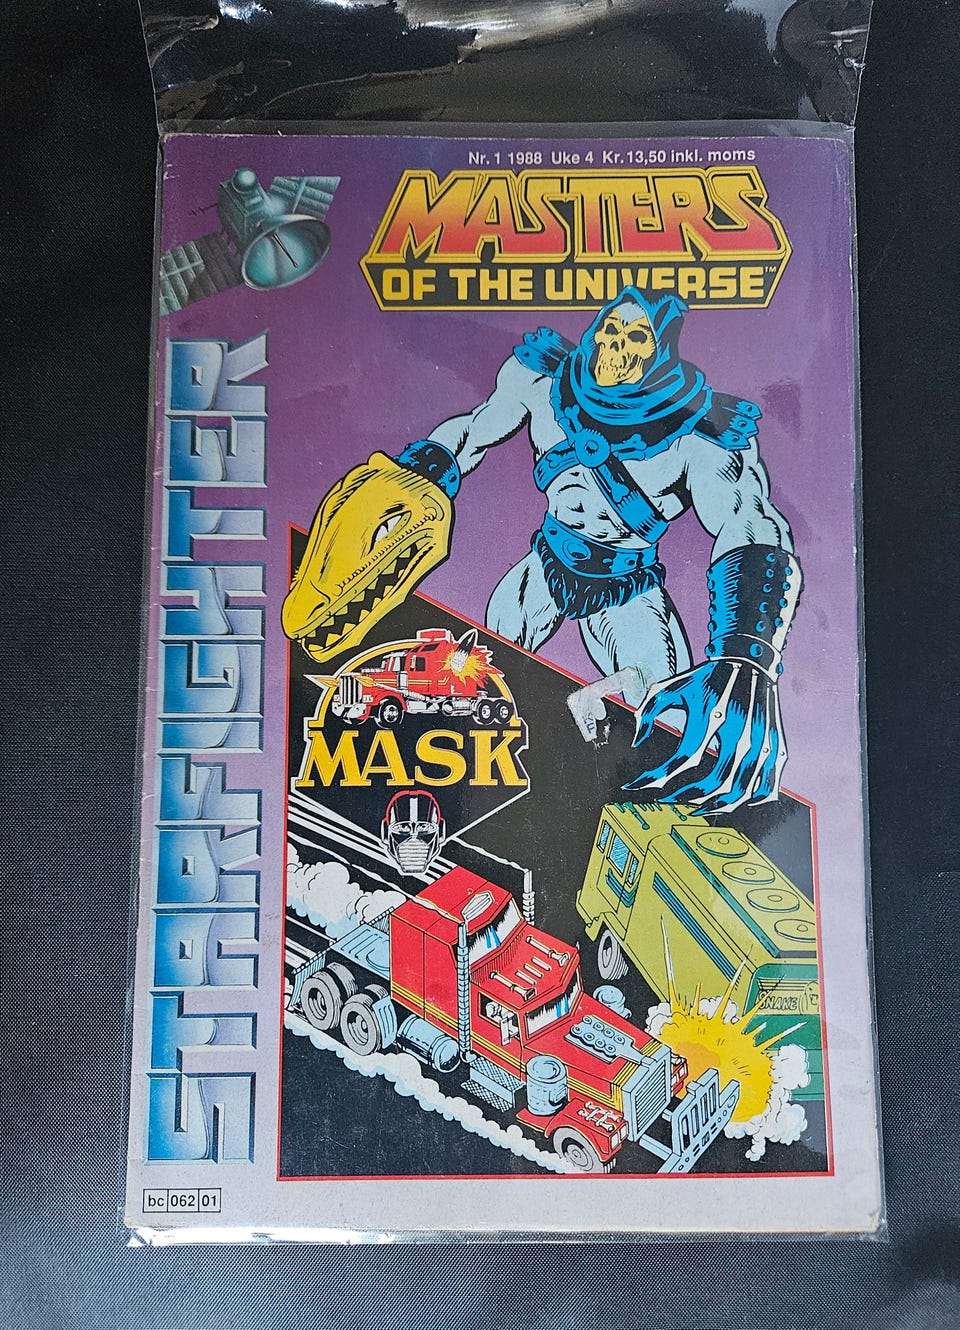 Nr. 1 1988 Uke 4 Kr. 13,50 inkl. moms
MASTERS
OF THE UNIVERSE™
STARFIGHTER
MASK
SNAKE
bc 062 01